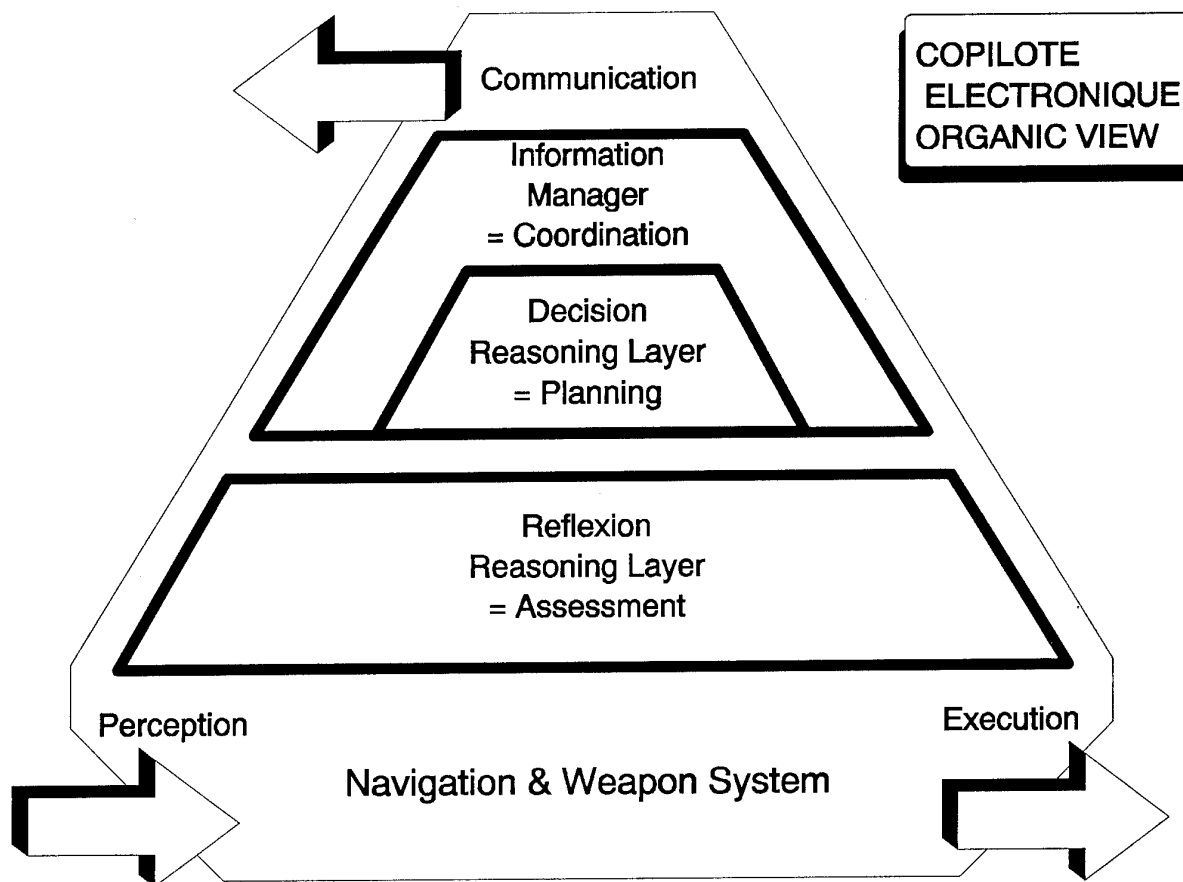 COPILOTE
ELECTRONIQUE
ORGANIC VIEW
Communication
Information
Manager
= Coordination
Decision
Reasoning Layer
= Planning
Reflexion
Reasoning Layer
= Assessment
Perception
Execution
Navigation & Weapon System